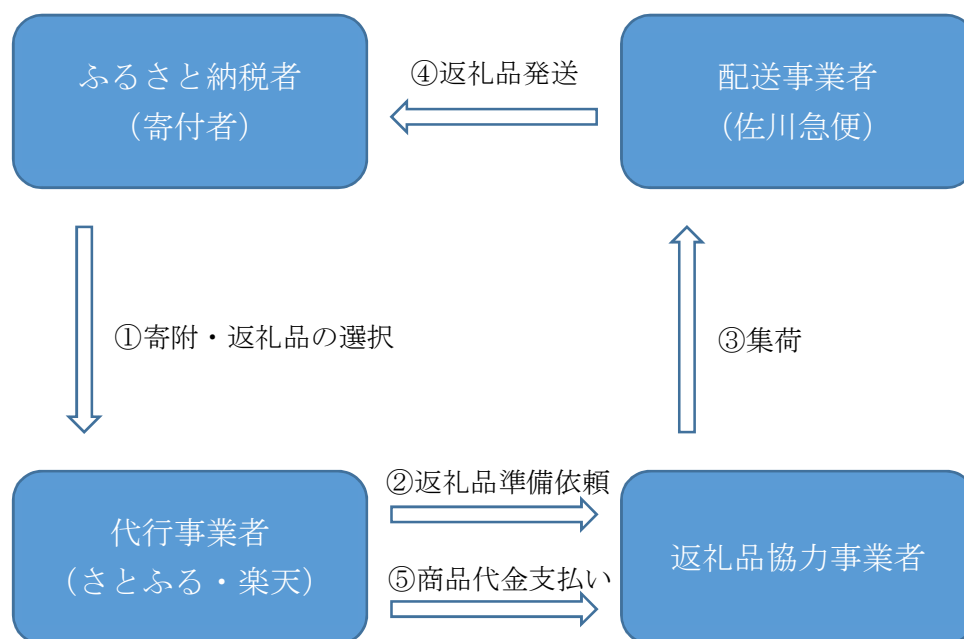 ふるさと納税者
（寄付者）
④返礼品発送
配送事業者
（佐川急便）
①寄附・返礼品の選択
③集荷
代行事業者
（さとふる・楽天）
②返礼品準備依頼
⑤商品代金支払い
返礼品協力事業者